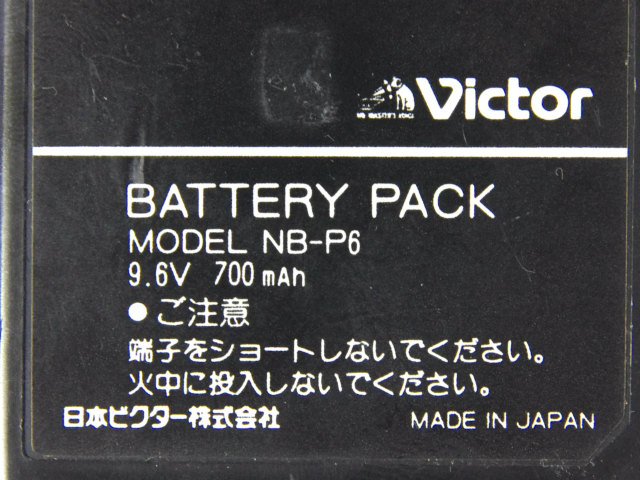 Victor
BATTERY PACK
MODEL NB-P6
9.6V 700mAh
●ご注意
端子をショートしないでください。
火中に投入しないでください。
日本ビクター株式会社 MADE IN JAPAN